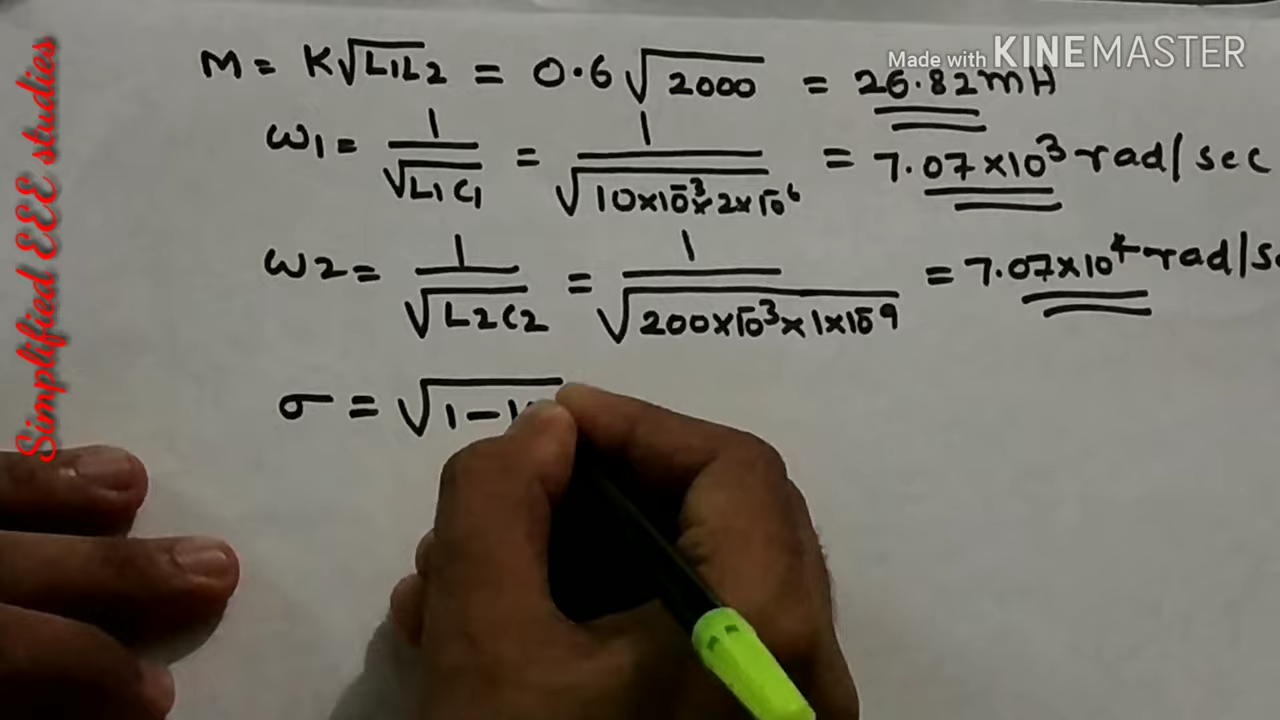 Made with KINEMASTER
Simplified EEE studies
M = K√L1L2 = 0.6 √2000 = 26.82mH
ω1 = 1/√L1C1 = 1/√10×10⁻³×2×10⁻⁶ = 7.07×10³ rad/sec
ω2 = 1/√L2C2 = 1/√200×10⁻³×1×10⁻⁹ = 7.07×10⁴ rad/s
σ = √1-